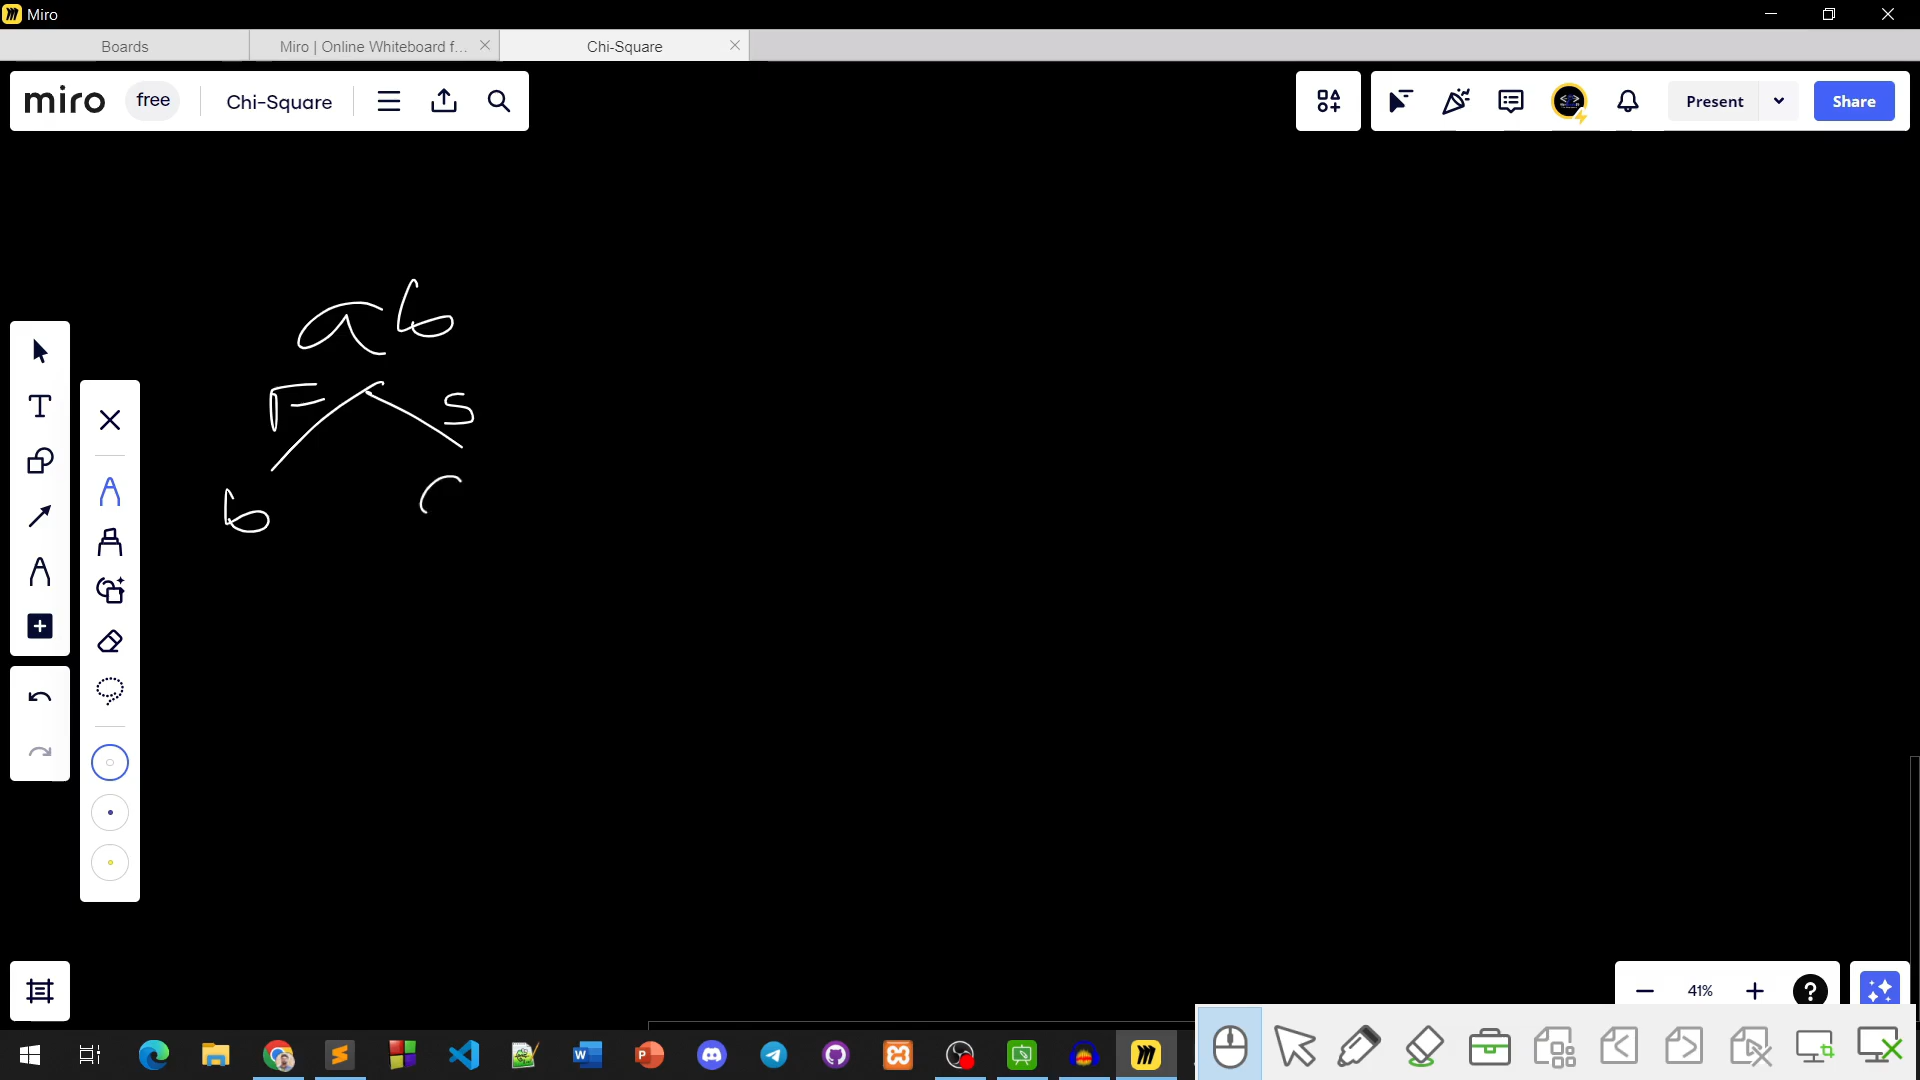 Miro
Boards
Miro | Online Whiteboard f...
Chi-Square
miro
free
Chi-Square
Present
Share
ab
F
s
b
41%